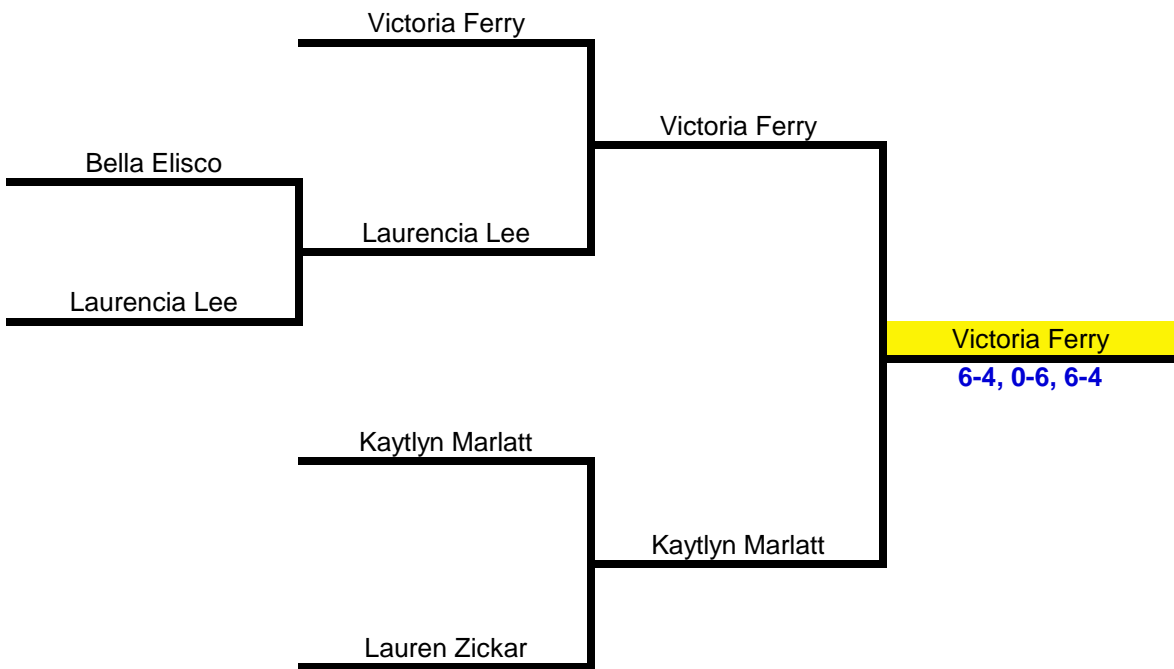 Victoria Ferry
Victoria Ferry
Bella Elisco
Laurencia Lee
Laurencia Lee
Victoria Ferry
6-4, 0-6, 6-4
Kaytlyn Marlatt
Kaytlyn Marlatt
Lauren Zickar